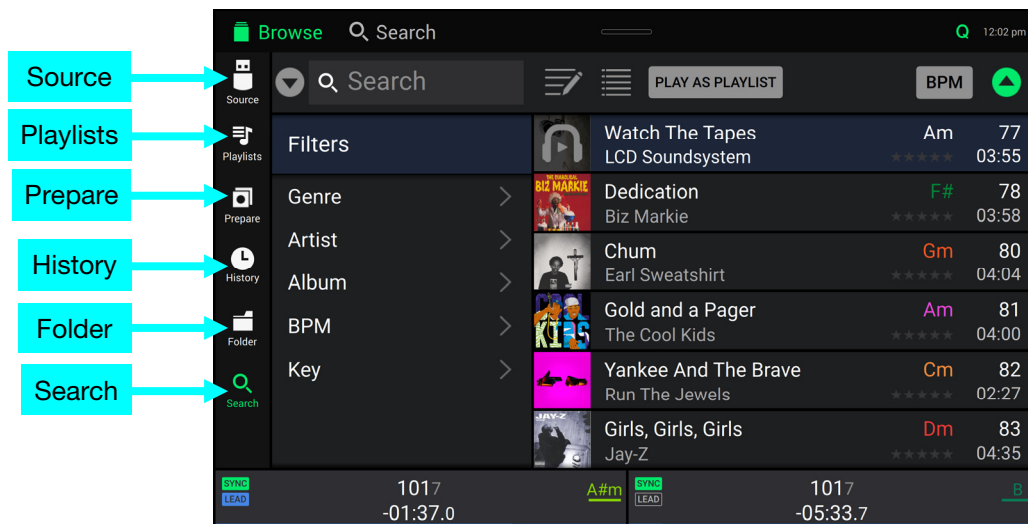 Browse Search Q 12:02 pm
Source
Playlists
Prepare
History
Folder
Search
Source
Playlists
Prepare
History
Folder
Search
Search PLAY AS PLAYLIST BPM
Filters
Genre
Artist
Album
BPM
Key
Watch The Tapes Am 77
LCD Soundsystem 03:55
THE DIABOLICAL
BIZ MARKIE
Dedication F# 78
Biz Markie 03:58
Chum Gm 80
Earl Sweatshirt 04:04
Gold and a Pager Am 81
The Cool Kids 04:00
Yankee And The Brave Cm 82
Run The Jewels 02:27
JAY-Z
Girls, Girls, Girls Dm 83
Jay-Z 04:35
SYNC 1017 A#m
LEAD -01:37.0
SYNC 1017 B
LEAD -05:33.7